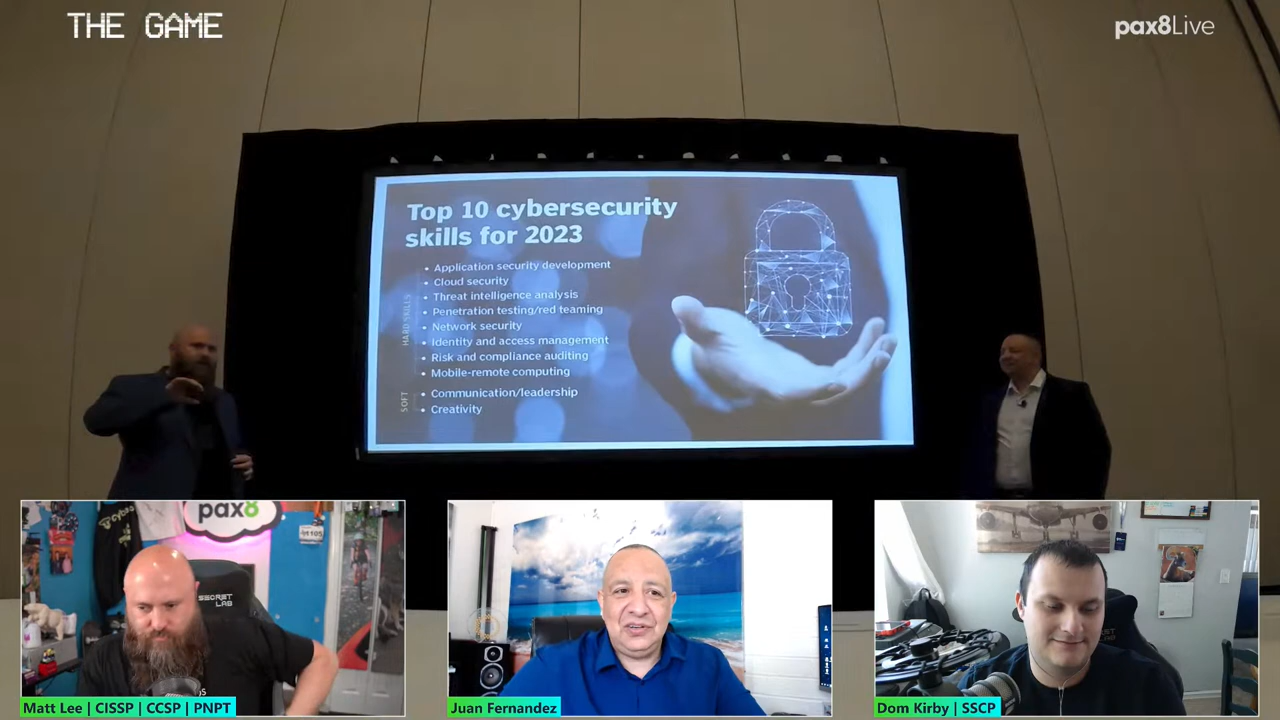 THE GAME
pax8Live
Top 10 cybersecurity
skills for 2023
HARD SKILLS
• Application security development
• Cloud security
• Threat intelligence analysis
• Penetration testing/red teaming
• Network security
• Identity and access management
• Risk and compliance auditing
• Mobile-remote computing
SOFT
• Communication/leadership
• Creativity
pax8
SECRET
LAB
Matt Lee | CISSP | CCSP | PNPT
Juan Fernandez
Dom Kirby | SSCP